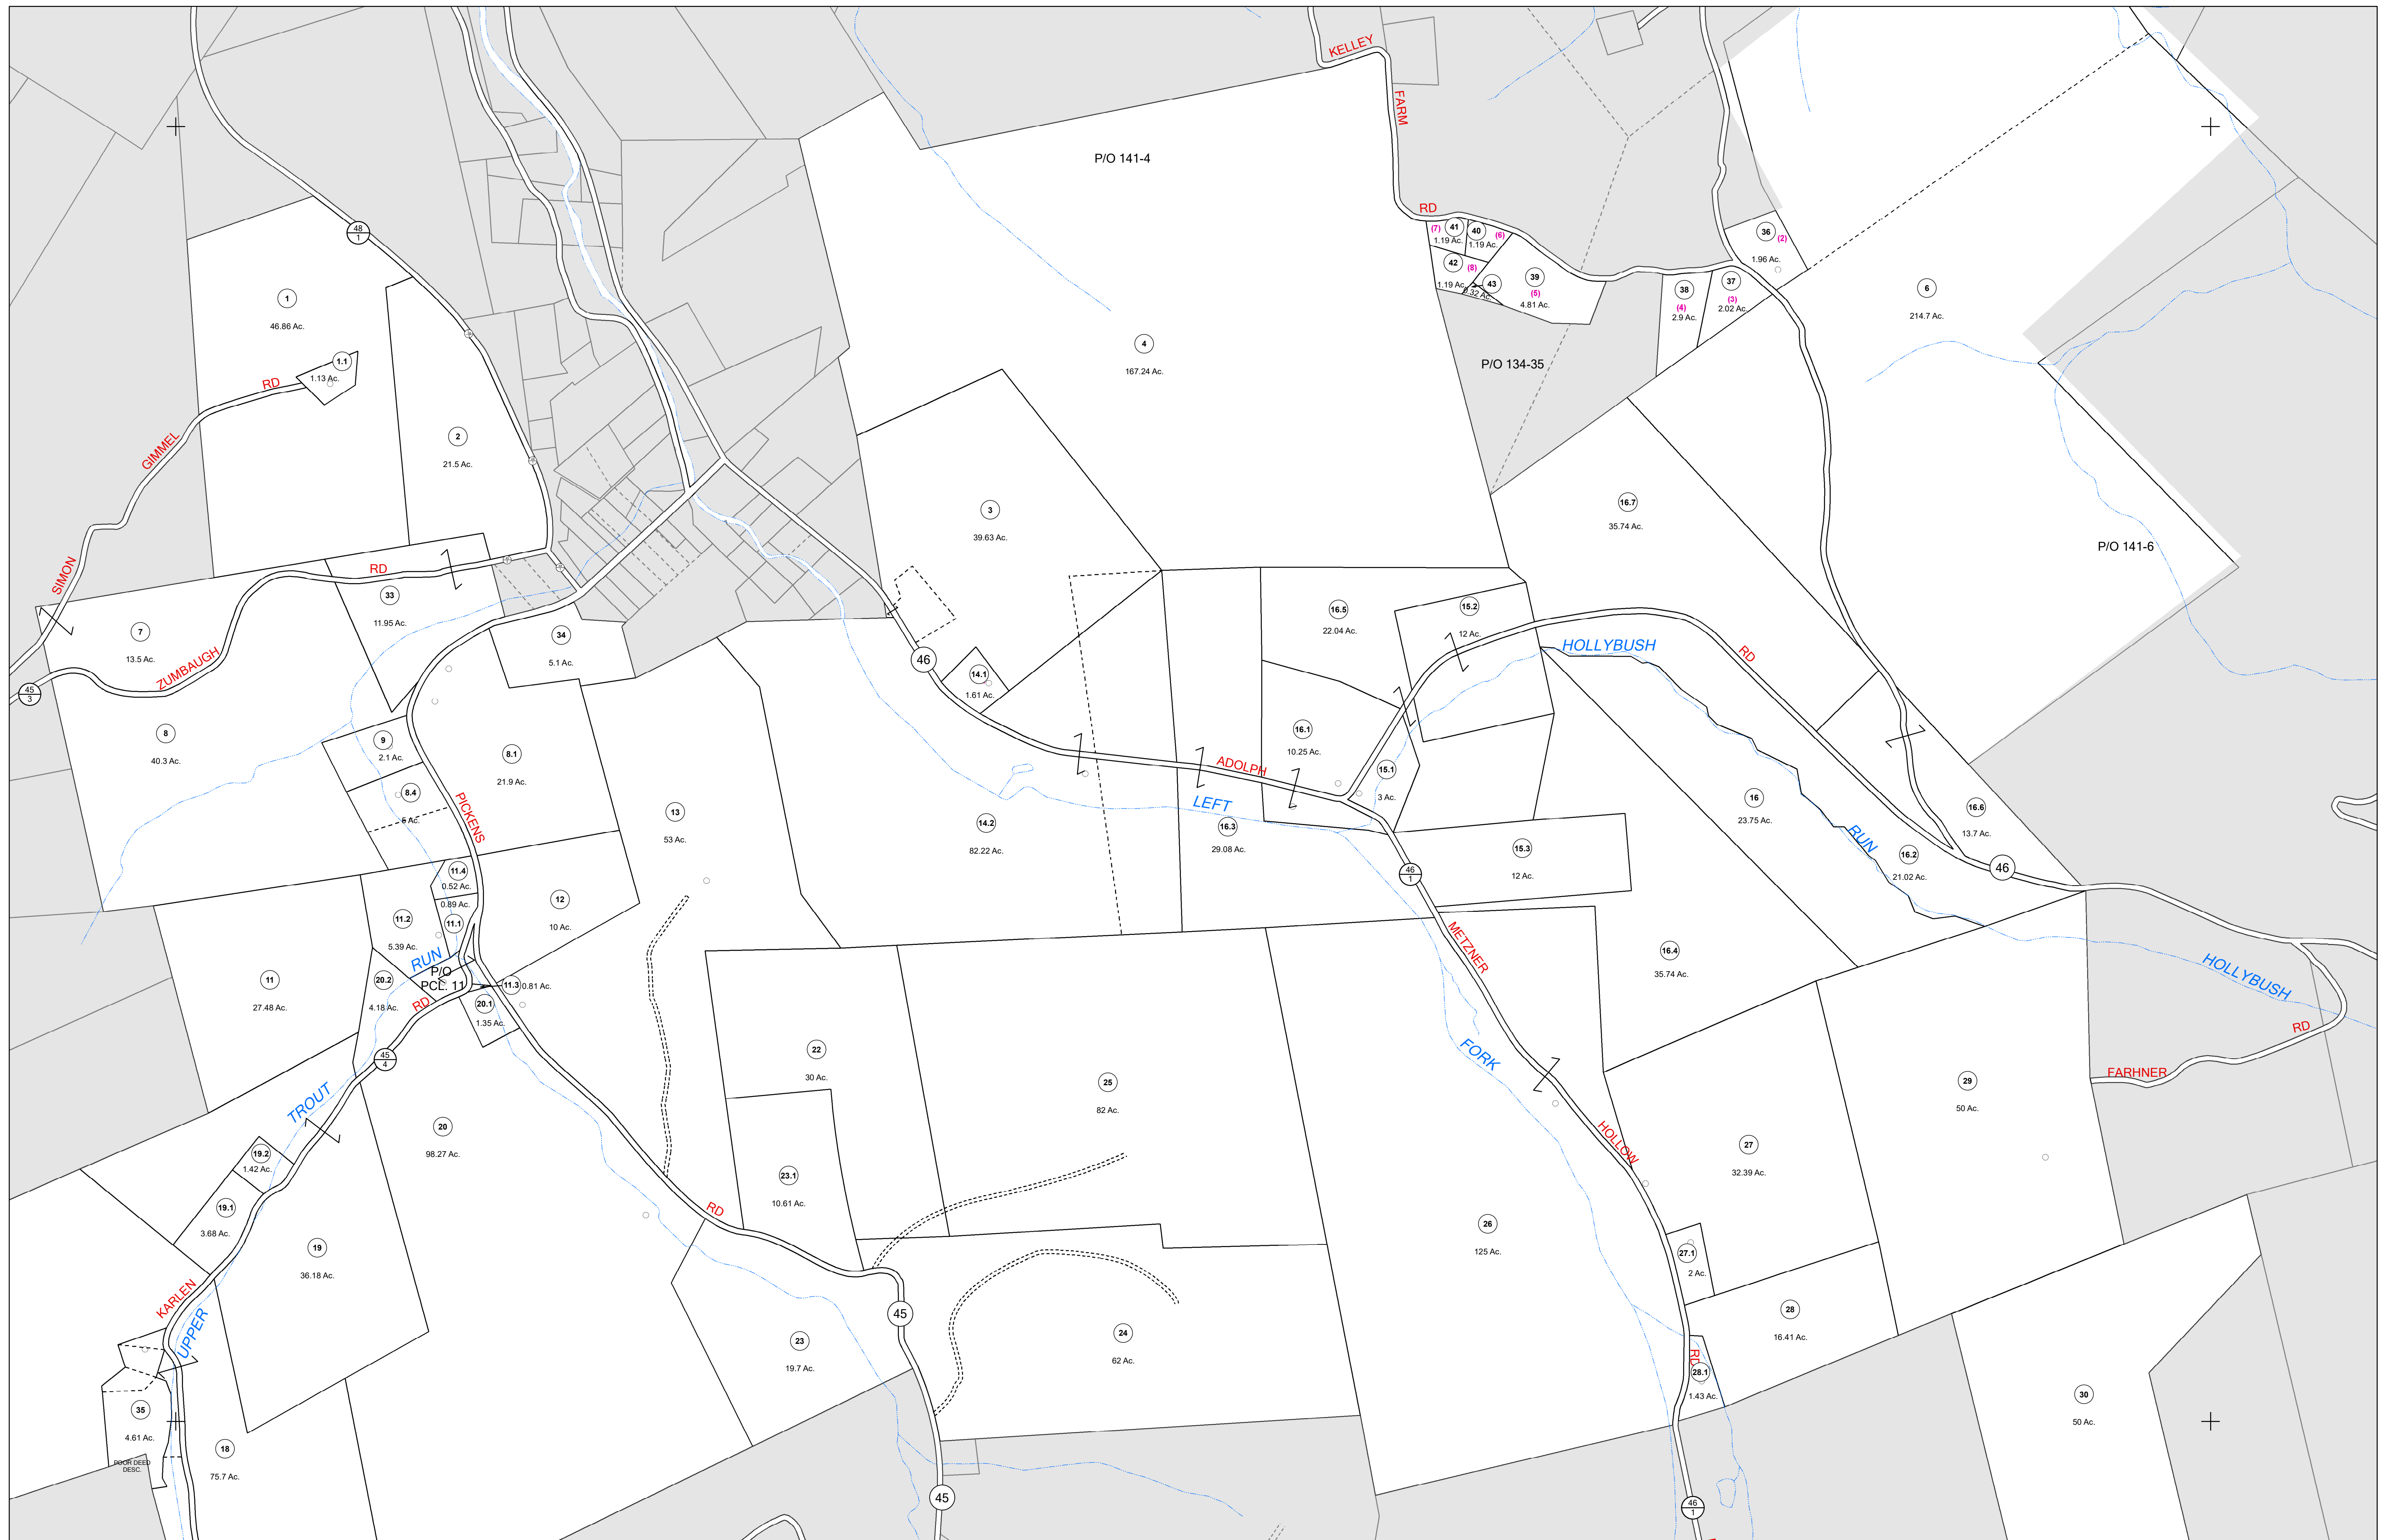 KELLEY
FARM
RD
P/O 141-4
48
1
1
46.86 Ac.
1.1
1.13 Ac.
RD
GIMMEL
SIMON
2
21.5 Ac.
4
167.24 Ac.
(7)
41
1.19 Ac.
40
(6)
1.19 Ac.
42
(8)
1.19 Ac.
43
0.32 Ac.
39
(5)
4.81 Ac.
36
(2)
1.96 Ac.
38
(4)
2.9 Ac.
37
(3)
2.02 Ac.
6
214.7 Ac.
P/O 134-35
3
39.63 Ac.
16.7
35.74 Ac.
P/O 141-6
RD
ZUMBAUGH
33
11.95 Ac.
7
13.5 Ac.
45
3
34
5.1 Ac.
46
14.1
1.61 Ac.
16.5
22.04 Ac.
15.2
12 Ac.
HOLLYBUSH
RD
8
40.3 Ac.
9
2.1 Ac.
8.1
21.9 Ac.
8.4
5 Ac.
PICKENS
13
53 Ac.
14.2
82.22 Ac.
ADOLPH
LEFT
16.3
29.08 Ac.
16.1
10.25 Ac.
15.1
3 Ac.
15.3
12 Ac.
46
1
16
23.75 Ac.
RUN
16.2
21.02 Ac.
16.6
13.7 Ac.
46
11.4
0.52 Ac.
0.89 Ac.
11.1
11.2
5.39 Ac.
12
10 Ac.
RUN
P/O
PCL. 11
11.3
0.81 Ac.
11
27.48 Ac.
20.2
4.18 Ac.
RD
20.1
1.35 Ac.
45
4
METZNER
16.4
35.74 Ac.
HOLLYBUSH
RD
FARHNER
FORK
TROUT
22
30 Ac.
25
82 Ac.
29
50 Ac.
20
98.27 Ac.
HOLLOW
27
32.39 Ac.
19.2
1.42 Ac.
19.1
3.68 Ac.
23.1
10.61 Ac.
RD
19
36.18 Ac.
26
125 Ac.
27.1
2 Ac.
KARLEN
UPPER
45
23
19.7 Ac.
24
62 Ac.
28
16.41 Ac.
RD
28.1
1.43 Ac.
30
50 Ac.
35
4.61 Ac.
POOR DEED
DESC.
18
75.7 Ac.
45
46
1